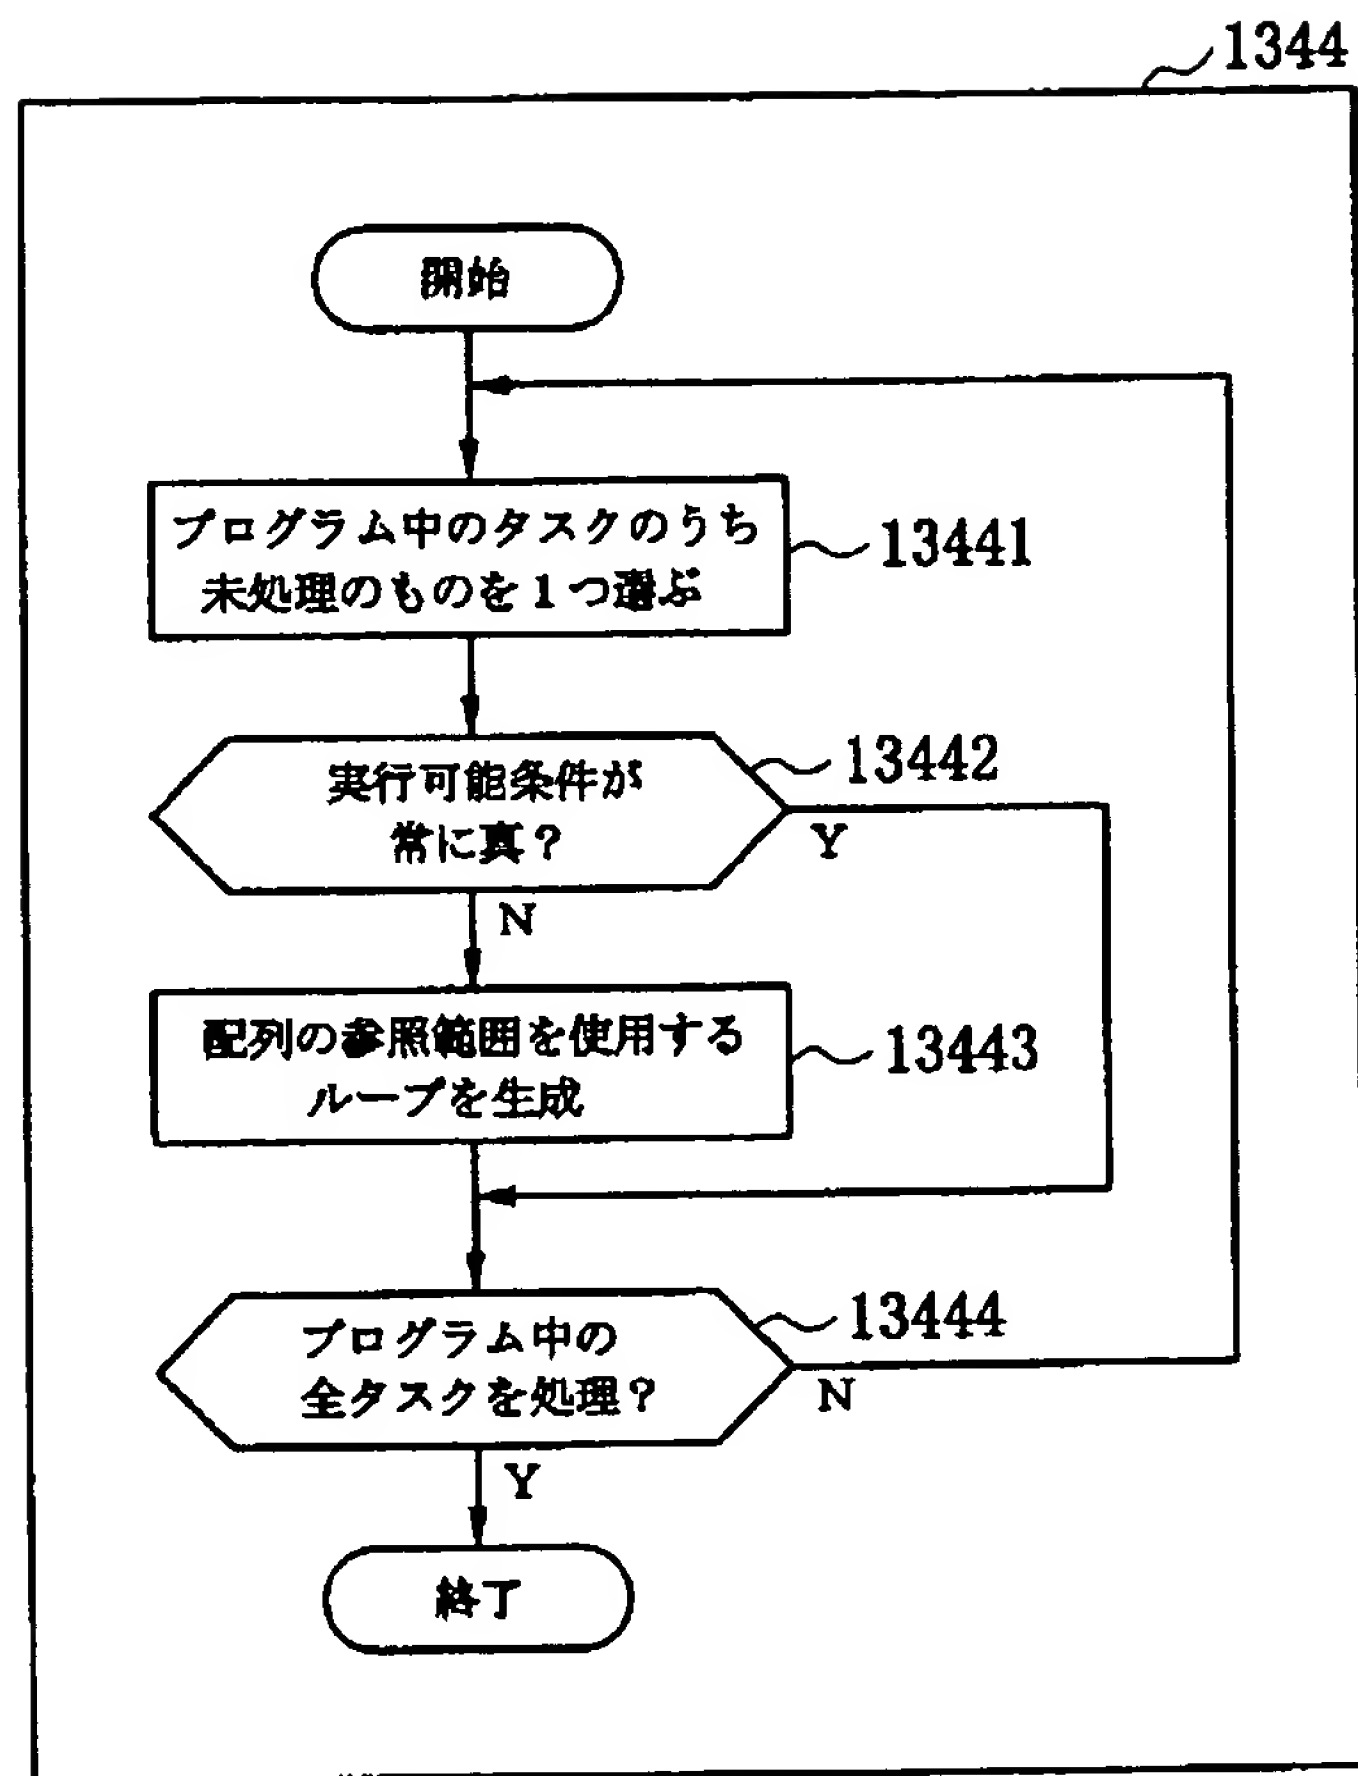 1344
開始
プログラム中のタスクのうち
未処理のものを1つ選ぶ
13441
実行可能条件が
常に真?
13442
Y
N
配列の参照範囲を使用する
ループを生成
13443
プログラム中の
全タスクを処理?
13444
N
Y
終了